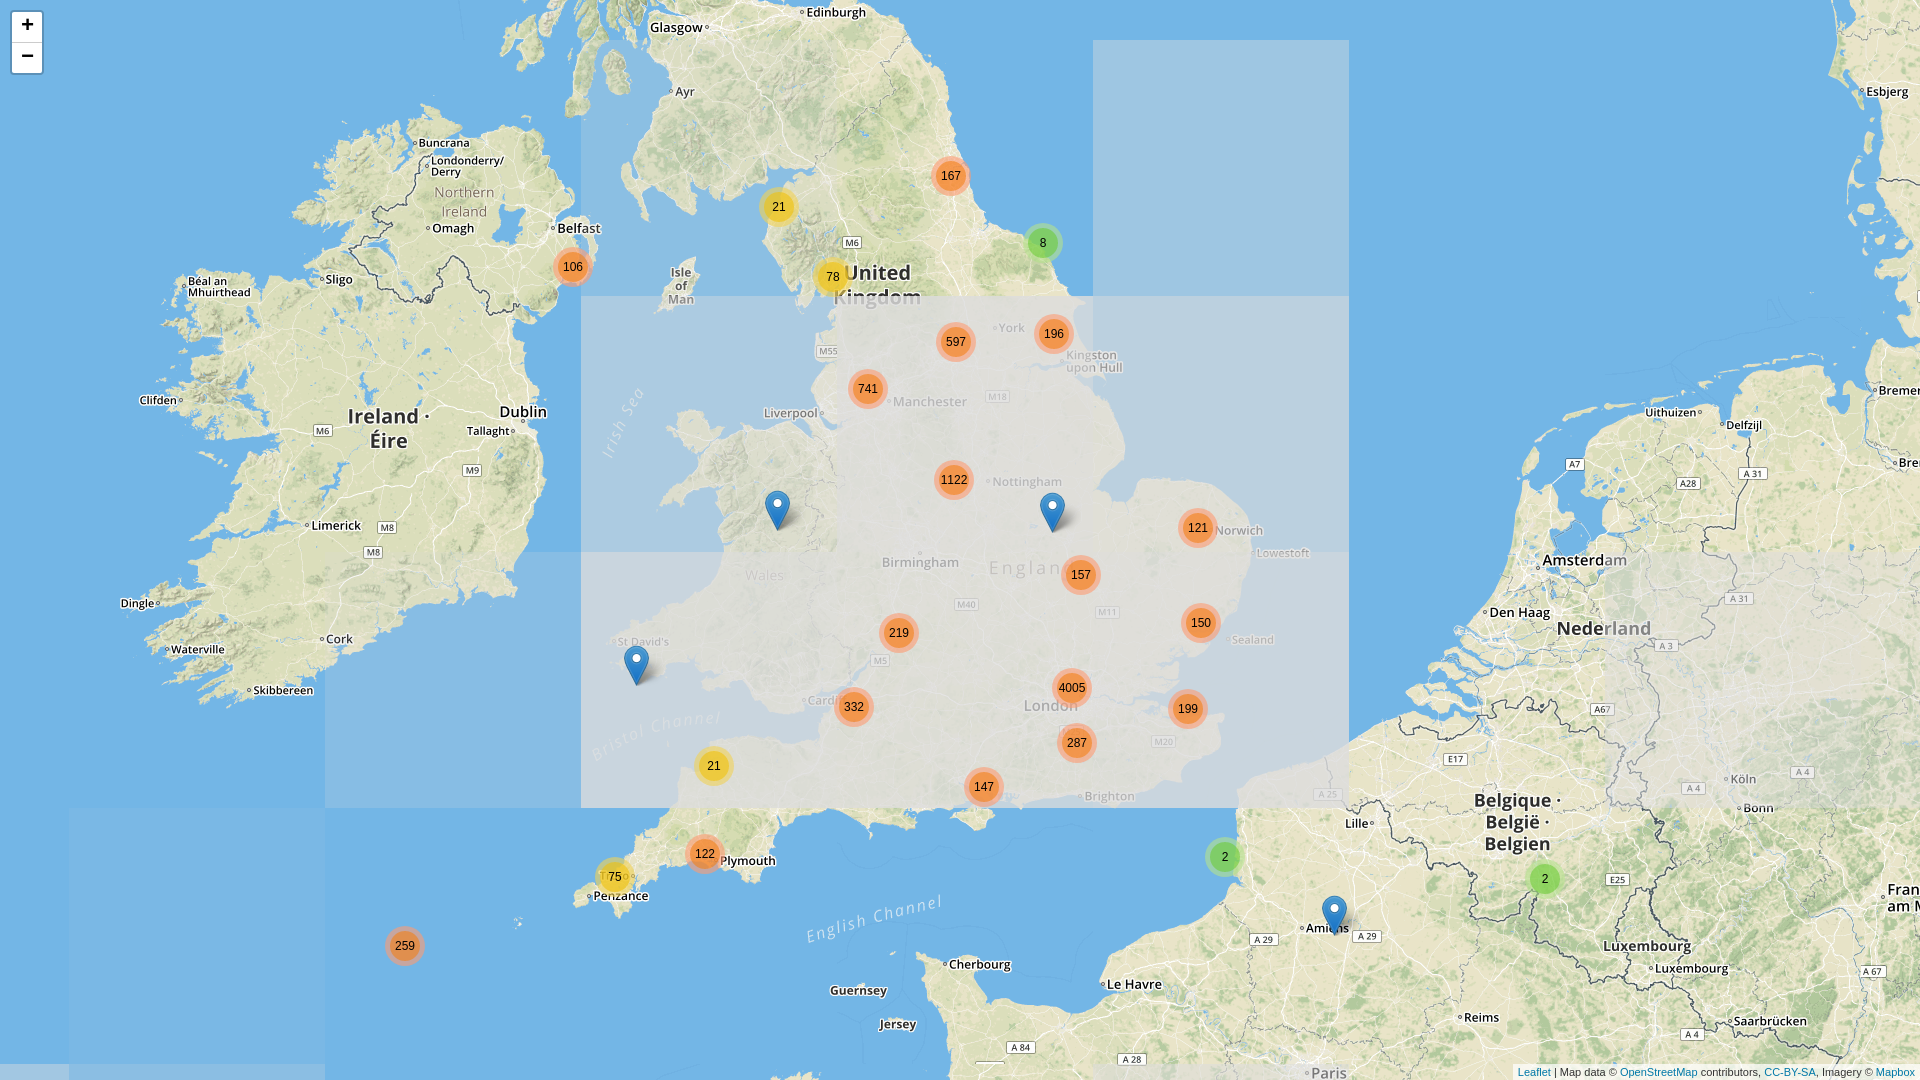 +
−
Edinburgh
Glasgow
Ayr
Esbjerg
Buncrana
Londonderry/
Derry
167
Northern
Ireland
21
Omagh
Belfast
M6
8
106
78
United
Kingdom
Isle
of
Man
Sligo
Béal an
Mhuirthead
York
196
597
M55
Kingston
upon Hull
741
Manchester
M18
Bremer
Clifden
Ireland ·
Éire
Dublin
Tallaght
M6
Liverpool
Irish Sea
Uithuizen
Delfzijl
M9
1122
Nottingham
A7
A 31
A28
Bre
Limerick
M8
121
Norwich
M8
Lowestoft
Birmingham
England
157
Wales
Amsterdam
Dingle
M40
M11
A 31
Den Haag
Cork
219
150
Nederland
St David's
Sealand
Waterville
M5
A 3
Skibbereen
4005
Cardiff
332
London
199
A67
Bristol Channel
287
M20
E17
21
Köln
A 4
147
Brighton
A 25
A 4
Bonn
Belgique ·
België ·
Belgien
Lille
122
Plymouth
2
75
Penzance
2
E25
Fran
am M
English Channel
Amiens
A 29
A 29
259
Luxembourg
Luxembourg
Cherbourg
A 67
Le Havre
Guernsey
Jersey
Reims
Saarbrücken
A 84
A 4
A 28
Paris
Leaflet | Map data © OpenStreetMap contributors, CC-BY-SA, Imagery © Mapbox